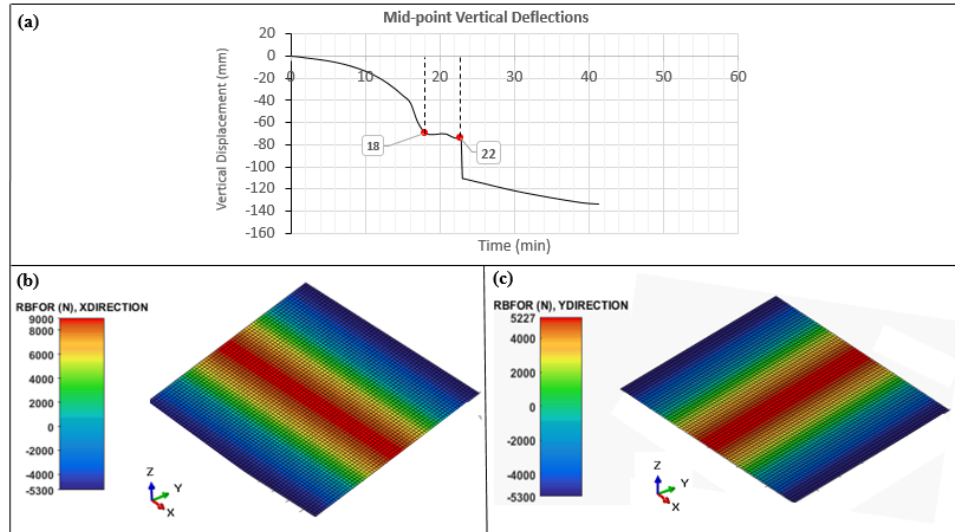 (a)
Mid-point Vertical Deflections
20
0
-20
-40
-60
-80
-100
-120
-140
-160
0
10
20
30
40
50
60
18
22
Vertical Displacement (mm)
Time (min)
(b)
RBFOR (N), XDIRECTION
9000
8000
6000
4000
2000
0
-2000
-4000
-5300
Z
Y
X
(c)
RBFOR (N), YDIRECTION
5227
4000
2000
0
-2000
-4000
-5300
Z
Y
X